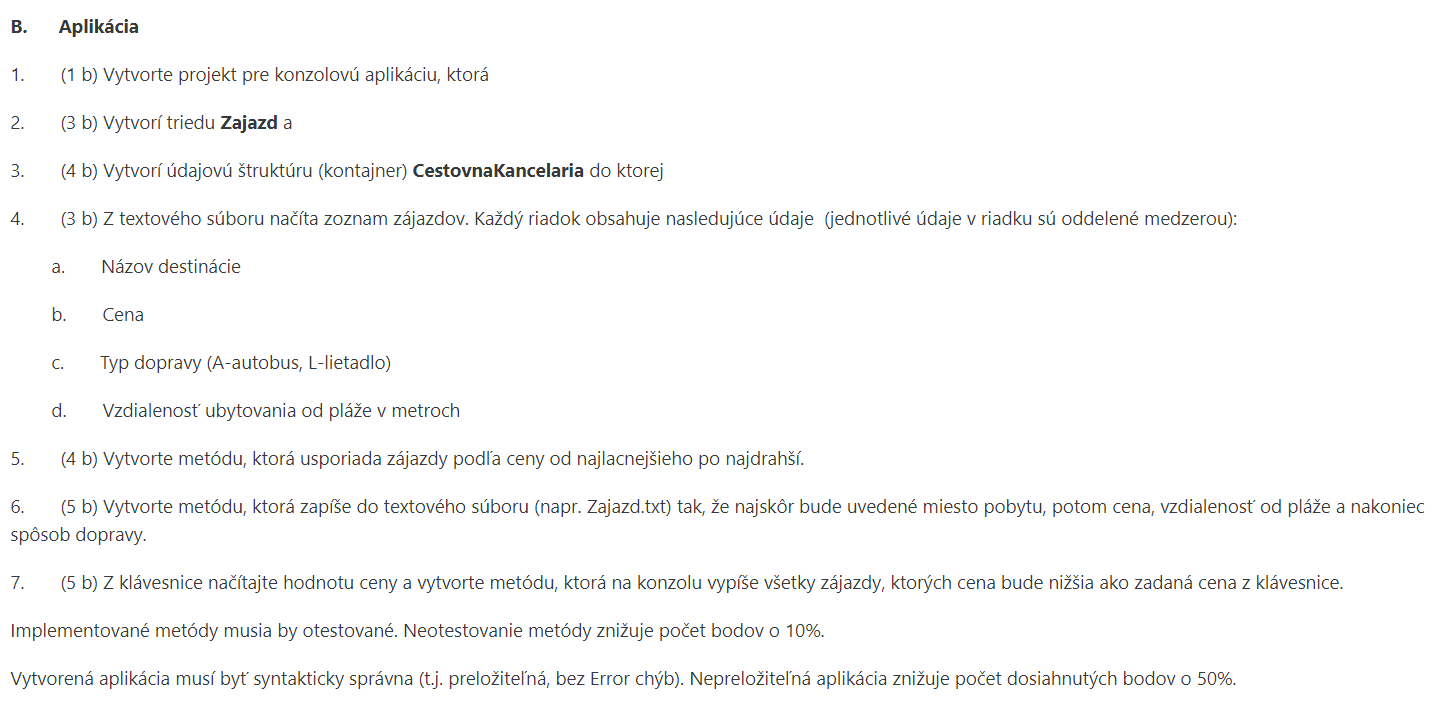 B. Aplikácia
1. (1 b) Vytvorte projekt pre konzolovú aplikáciu, ktorá
2. (3 b) Vytvorí triedu Zajazd a
3. (4 b) Vytvorí údajovú štruktúru (kontajner) CestovnaKancelaria do ktorej
4. (3 b) Z textového súboru načíta zoznam zájazdov. Každý riadok obsahuje nasledujúce údaje (jednotlivé údaje v riadku sú oddelené medzerou):
a. Názov destinácie
b. Cena
c. Typ dopravy (A-autobus, L-lietadlo)
d. Vzdialenosť ubytovania od pláže v metroch
5. (4 b) Vytvorte metódu, ktorá usporiada zájazdy podľa ceny od najlacnejšieho po najdrahší.
6. (5 b) Vytvorte metódu, ktorá zapíše do textového súboru (napr. Zajazd.txt) tak, že najskôr bude uvedené miesto pobytu, potom cena, vzdialenosť od pláže a nakoniec
spôsob dopravy.
7. (5 b) Z klávesnice načítajte hodnotu ceny a vytvorte metódu, ktorá na konzolu vypíše všetky zájazdy, ktorých cena bude nižšia ako zadaná cena z klávesnice.
Implementované metódy musia by otestované. Neotestovanie metódy znižuje počet bodov o 10%.
Vytvorená aplikácia musí byť syntakticky správna (t.j. preložiteľná, bez Error chýb). Nepreložiteľná aplikácia znižuje počet dosiahnutých bodov o 50%.